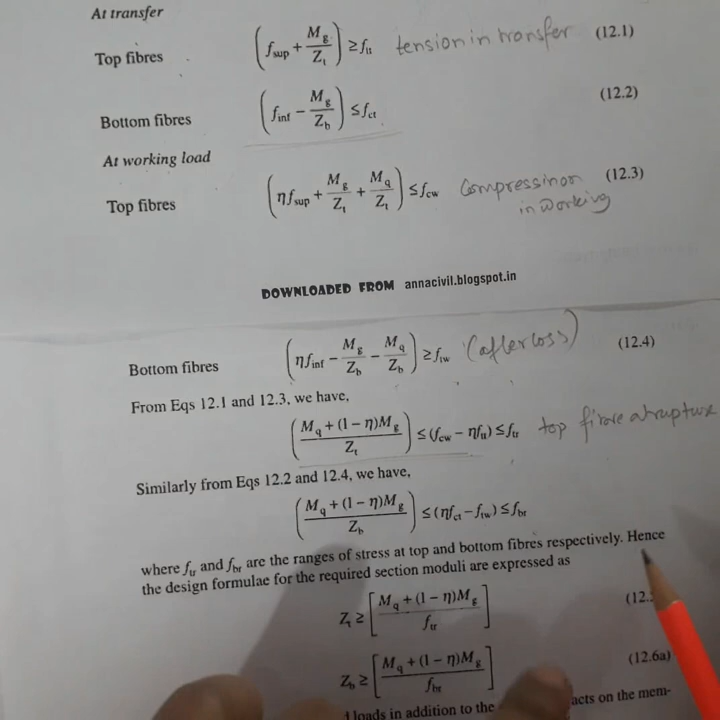 At transfer
Top fibres (f_sup + M_g/Z_t) ≥ f_tt tension in transfer (12.1)
Bottom fibres (f_inf − M_g/Z_b) ≤ f_ct (12.2)
At working load
Top fibres (ηf_sup + M_g/Z_t + M_q/Z_t) ≤ f_cw Compressinon (12.3)
in working
DOWNLOADED FROM annacivil.blogspot.in
Bottom fibres (ηf_inf − M_g/Z_b − M_q/Z_b) ≥ f_tw (after loss) (12.4)
From Eqs 12.1 and 12.3, we have,
(M_q + (1 − η)M_g / Z_t) ≤ (f_cw − ηf_tt) ≤ f_tr top
Similarly from Eqs 12.2 and 12.4, we have,
(M_q + (1 − η)M_g / Z_b) ≤ (ηf_ct − f_tw) ≤ f_br
where f_tr and f_br are the ranges of stress at top and bottom fibres respectively. Hence
the design formulae for the required section moduli are expressed as
Z_t ≥ [M_q + (1 − η)M_g / f_tr] (12.
Z_b ≥ [M_q + (1 − η)M_g / f_br] (12.6a)
loads in addition to the acts on the mem-